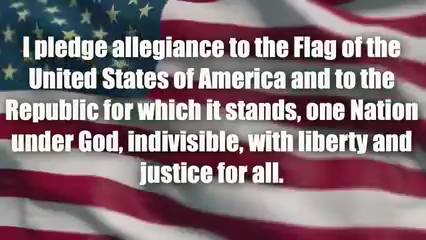 I pledge allegiance to the Flag of the
United States of America and to the
Republic for which it stands, one Nation
under God, indivisible, with liberty and
justice for all.